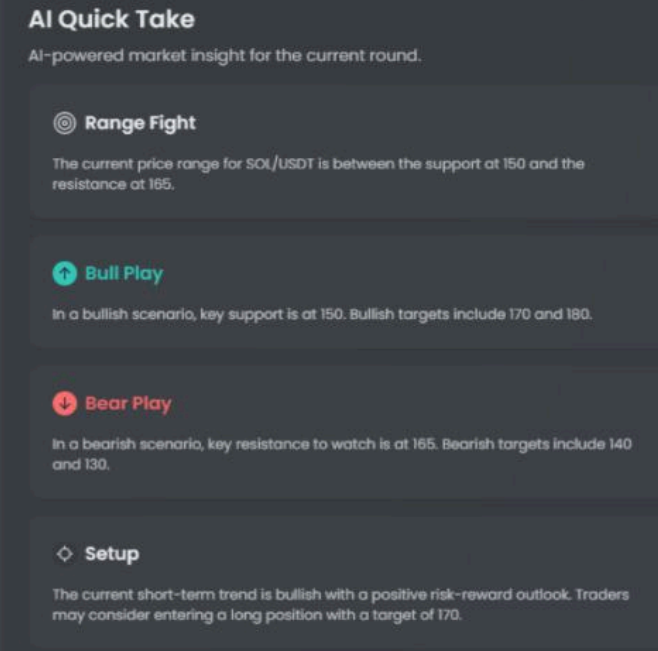 AI Quick Take
AI-powered market insight for the current round.
Range Fight
The current price range for SOL/USDT is between the support at 150 and the
resistance at 165.
Bull Play
In a bullish scenario, key support is at 150. Bullish targets include 170 and 180.
Bear Play
In a bearish scenario, key resistance to watch is at 165. Bearish targets include 140
and 130.
Setup
The current short-term trend is bullish with a positive risk-reward outlook. Traders
may consider entering a long position with a target of 170.